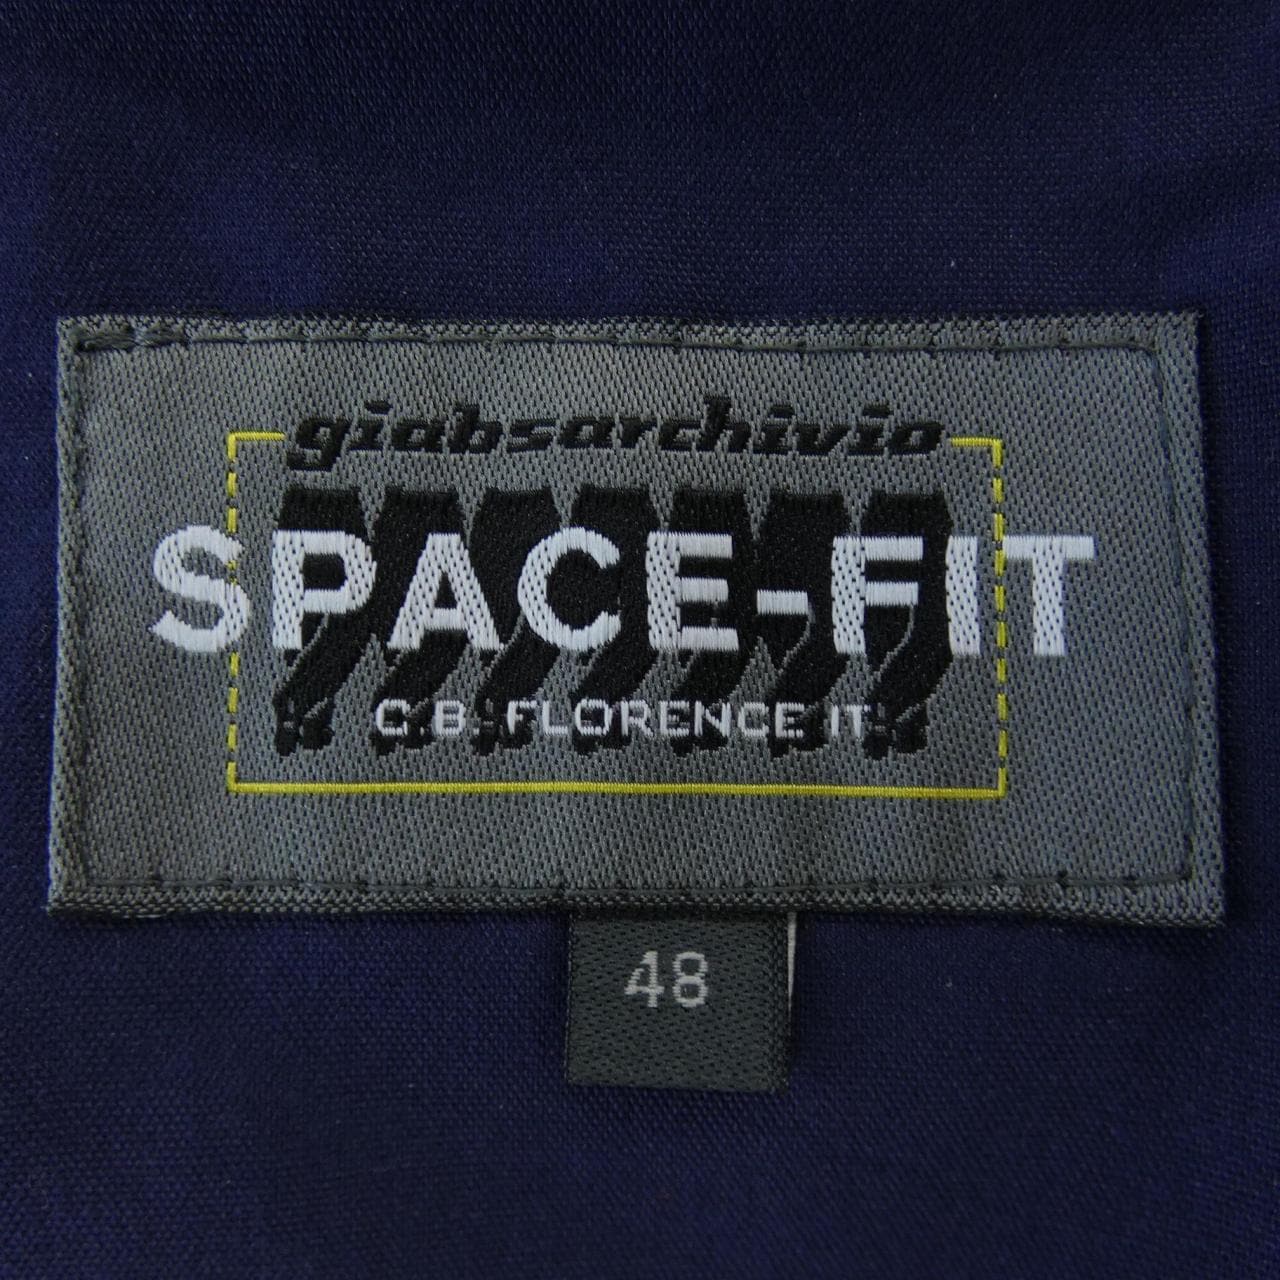 giabsarchivio
SPACE-FIT
C.B. FLORENCE IT
48